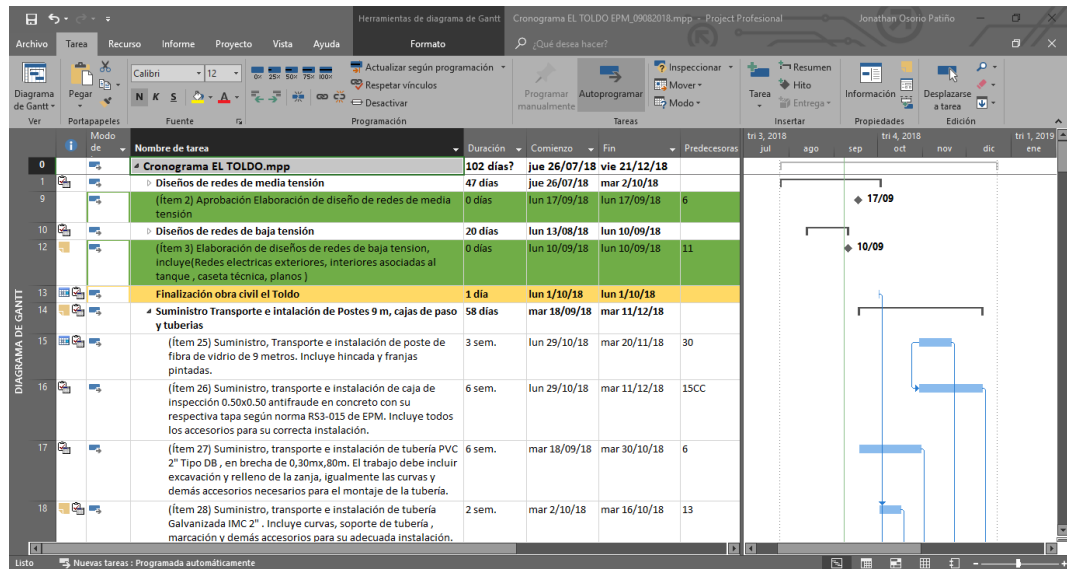 Herramientas de diagrama de Gantt
Cronograma EL TOLDO EPM_09082018.mpp - Project Profesional
Jonathan Osorio Patiño
Archivo Tarea Recurso Informe Proyecto Vista Ayuda Formato ¿Qué desea hacer?
Diagrama de Gantt
Pegar
Calibri 12
N K S
0× 25× 50× 75× 100×
Actualizar según programación
Respetar vínculos
Desactivar
Programar manualmente
Autoprogramar
Inspeccionar
Mover
Modo
Tarea
Resumen
Hito
Entrega
Información
Desplazarse a tarea
Ver Portapapeles Fuente Programación Tareas Insertar Propiedades Edición
Modo de
Nombre de tarea Duración Comienzo Fin Predecesoras
tri 3, 2018 tri 4, 2018 tri 1, 2019
jul ago sep oct nov dic ene
0 Cronograma EL TOLDO.mpp 102 días? jue 26/07/18 vie 21/12/18
1 Diseños de redes de media tensión 47 días jue 26/07/18 mar 2/10/18
9 (Ítem 2) Aprobación Elaboración de diseño de redes de media 0 días lun 17/09/18 lun 17/09/18 6
tensión
17/09
10 Diseños de redes de baja tensión 20 días lun 13/08/18 lun 10/09/18
12 (Ítem 3) Elaboración de diseños de redes de baja tension, 0 días lun 10/09/18 lun 10/09/18 11
incluye(Redes electricas exteriores, interiores asociadas al
tanque , caseta técnica, planos )
10/09
13 Finalización obra civil el Toldo 1 día lun 1/10/18 lun 1/10/18
14 Suministro Transporte e intalación de Postes 9 m, cajas de paso 58 días mar 18/09/18 mar 11/12/18
y tuberias
15 (Ítem 25) Suministro, Transporte e instalación de poste de 3 sem. lun 29/10/18 mar 20/11/18 30
fibra de vidrio de 9 metros. Incluye hincada y franjas
pintadas.
16 (Ítem 26) Suministro, transporte e instalación de caja de 6 sem. lun 29/10/18 mar 11/12/18 15CC
inspección 0.50x0.50 antifraude en concreto con su
respectiva tapa según norma RS3-015 de EPM. Incluye todos
los accesorios para su correcta instalación.
17 (Ítem 27) Suministro, transporte e instalación de tubería PVC 6 sem. mar 18/09/18 mar 30/10/18 6
2" Tipo DB , en brecha de 0,30mx,80m. El trabajo debe incluir
excavación y relleno de la zanja, igualmente las curvas y
demás accesorios necesarios para el montaje de la tubería.
18 (Ítem 28) Suministro, transporte e instalación de tubería 2 sem. mar 2/10/18 mar 16/10/18 13
Galvanizada IMC 2" . Incluye curvas, soporte de tubería ,
marcación y demás accesorios para su adecuada instalación.
DIAGRAMA DE GANTT
Listo Nuevas tareas : Programada automáticamente